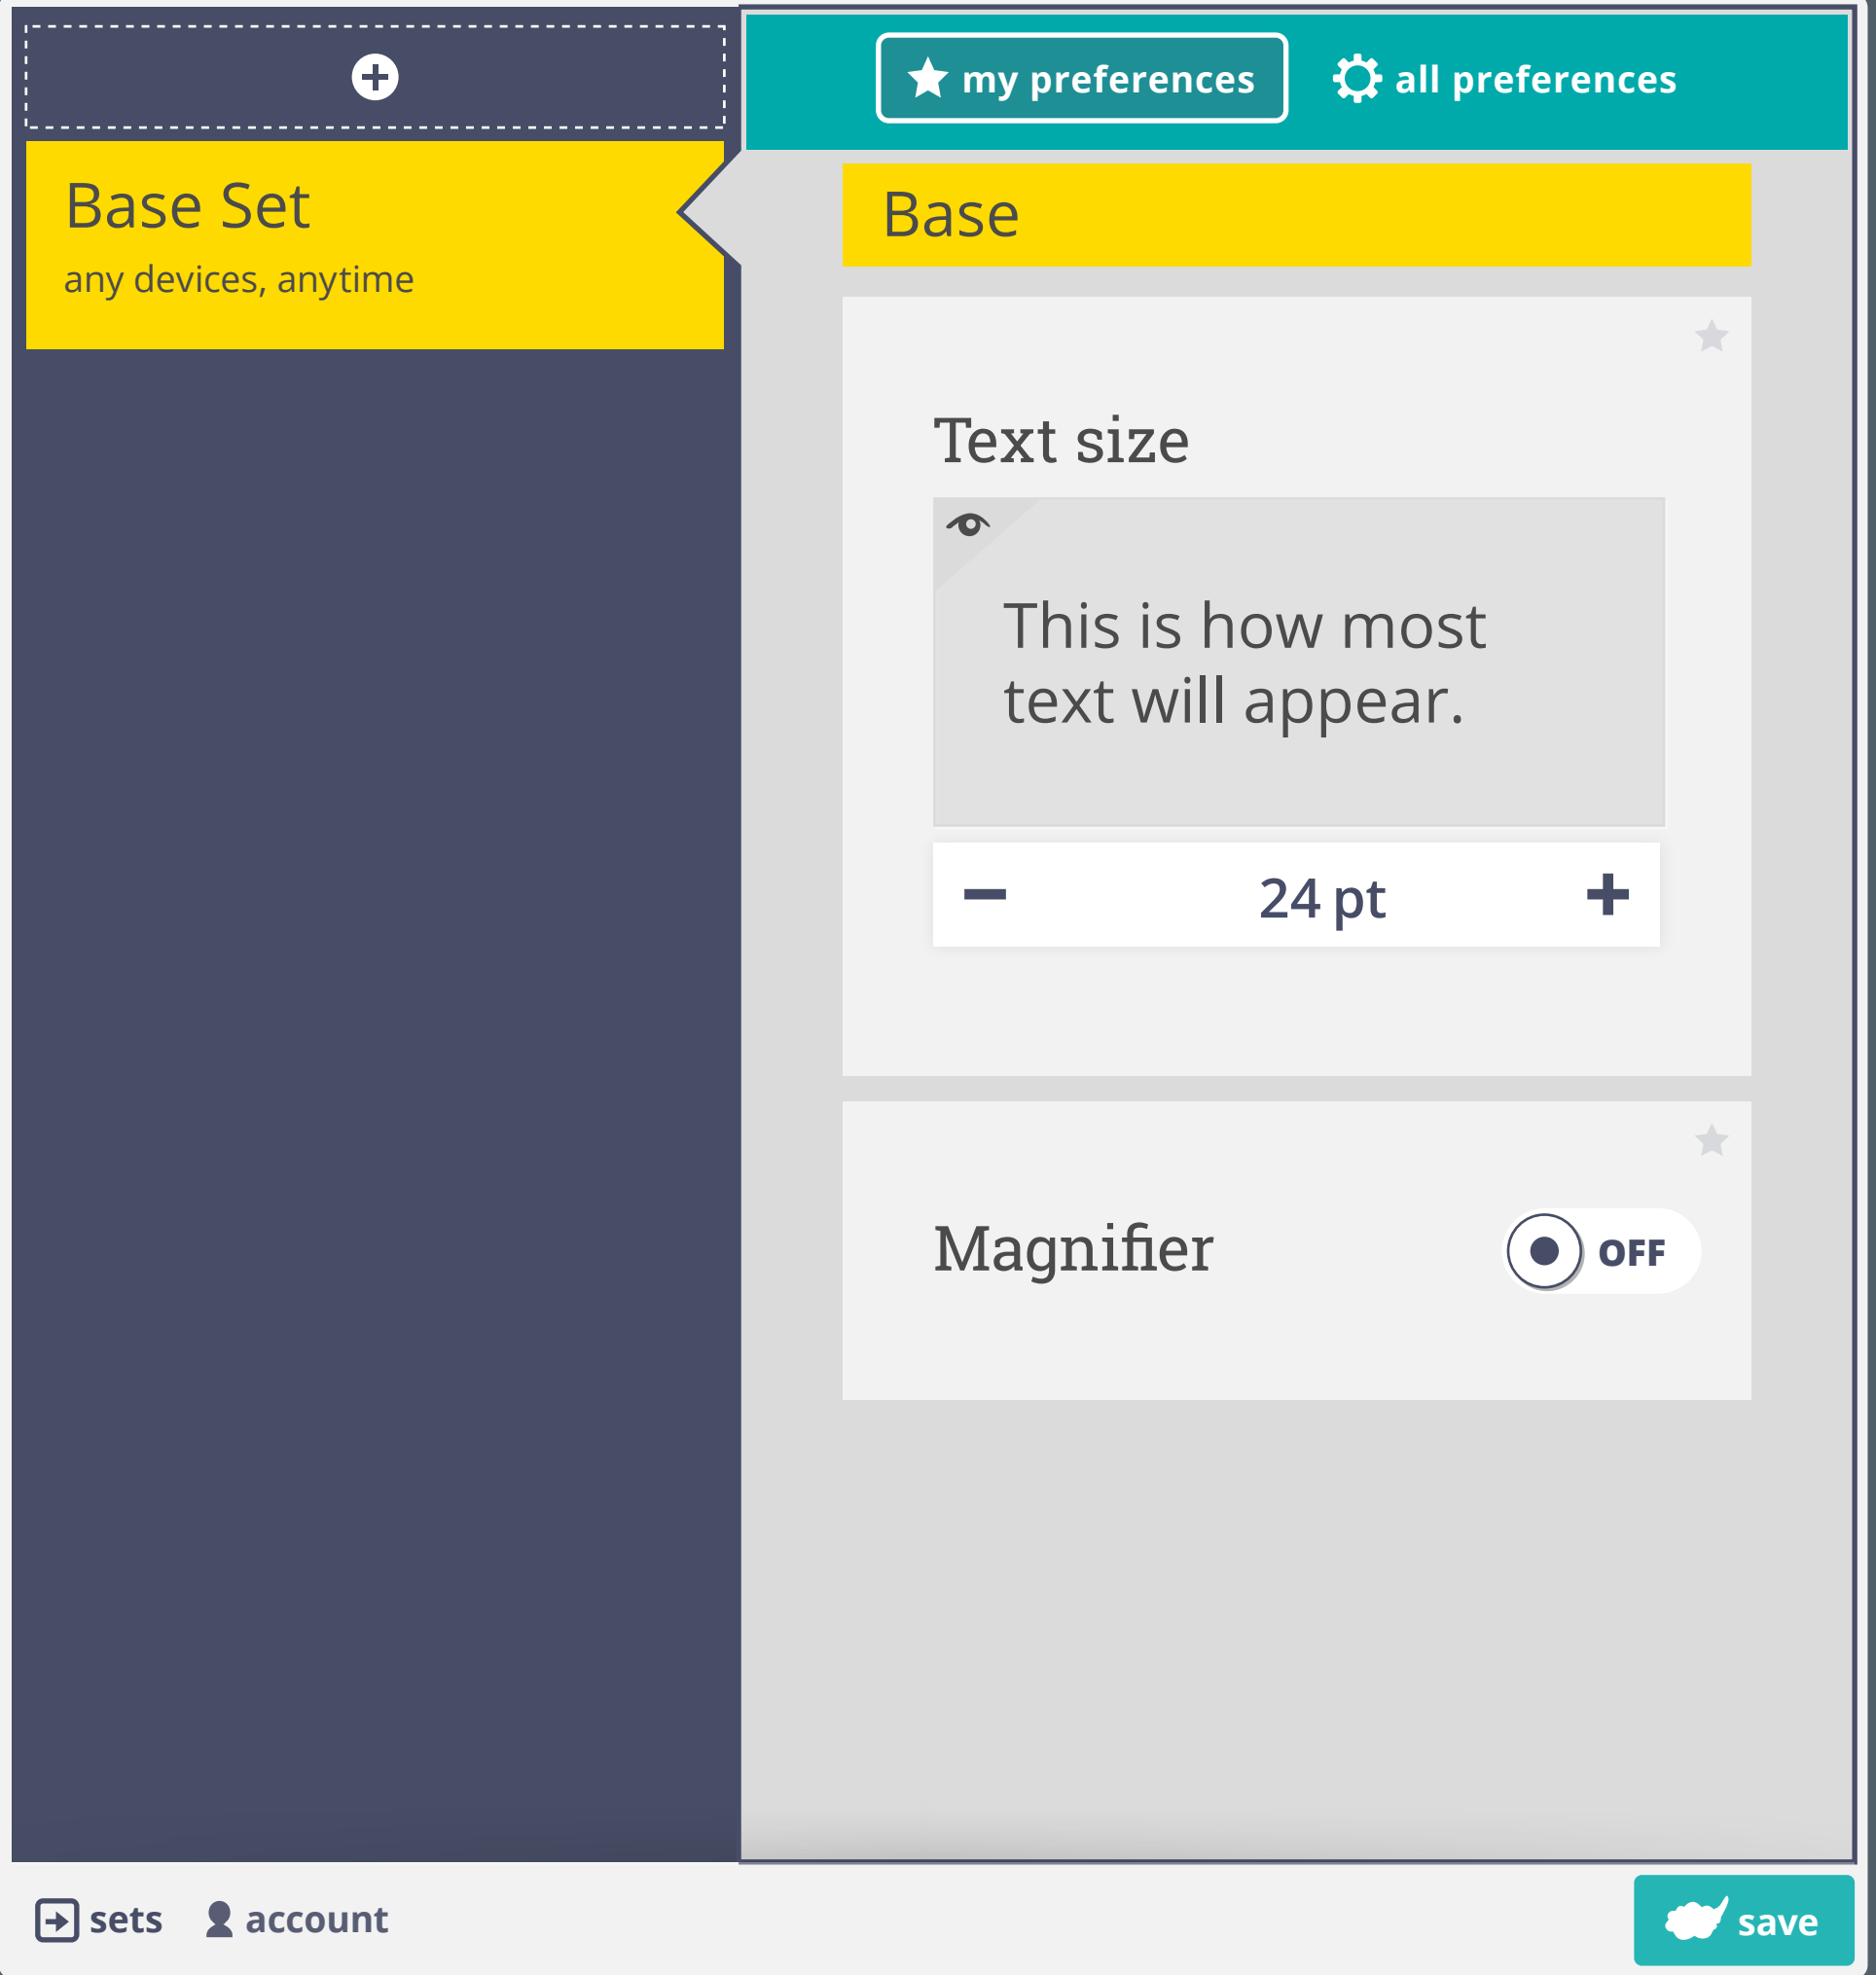 my preferences
all preferences
Base Set
any devices, anytime
Base
Text size
This is how most
text will appear.
24 pt
Magnifier
OFF
sets
account
save